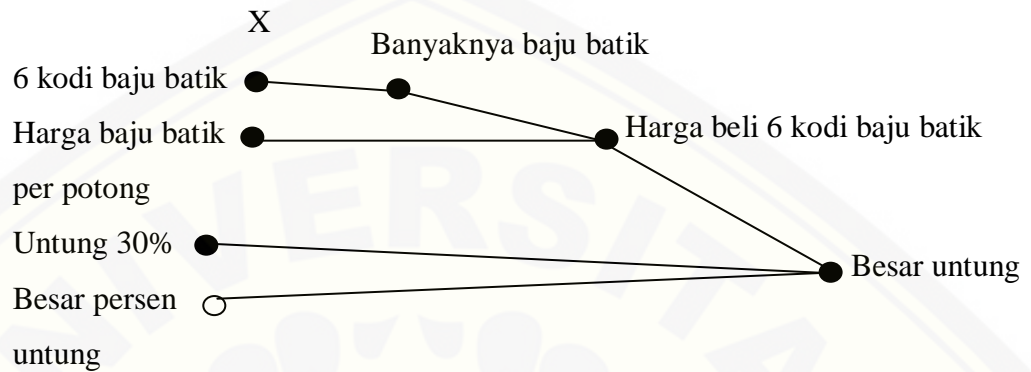 X
Banyaknya baju batik
6 kodi baju batik
Harga baju batik
per potong
Harga beli 6 kodi baju batik
Untung 30%
Besar untung
Besar persen
untung
NIVERSITA